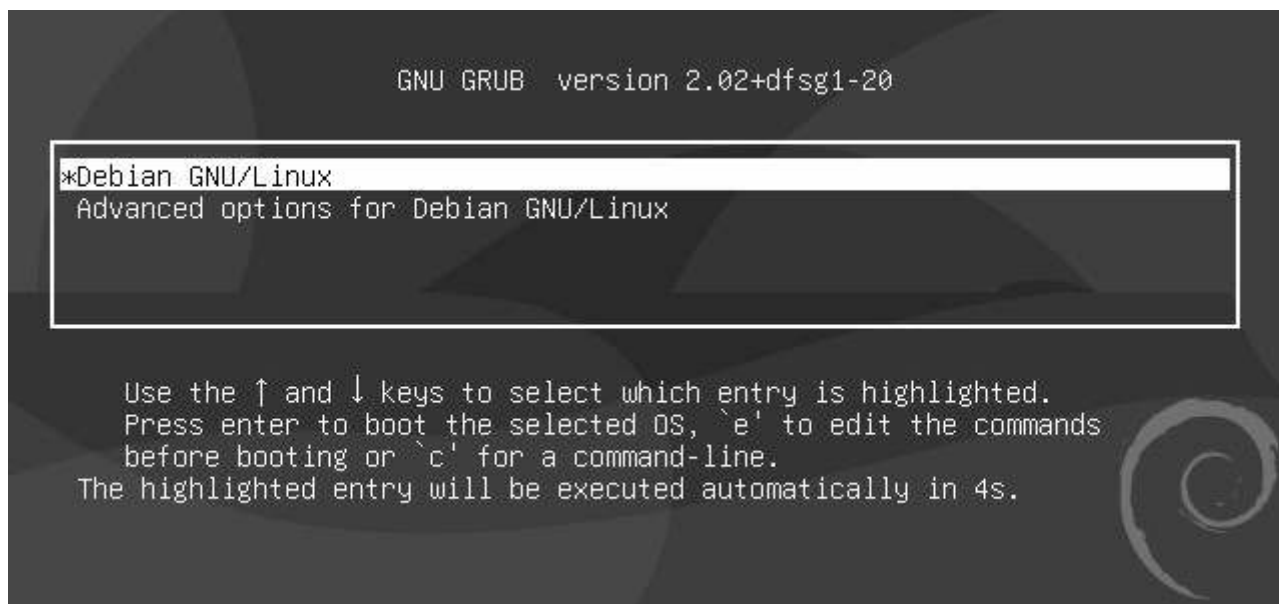 GNU GRUB  version 2.02+dfsg1-20
*Debian GNU/Linux
Advanced options for Debian GNU/Linux
Use the ↑ and ↓ keys to select which entry is highlighted.
Press enter to boot the selected OS, `e' to edit the commands
before booting or `c' for a command-line.
The highlighted entry will be executed automatically in 4s.